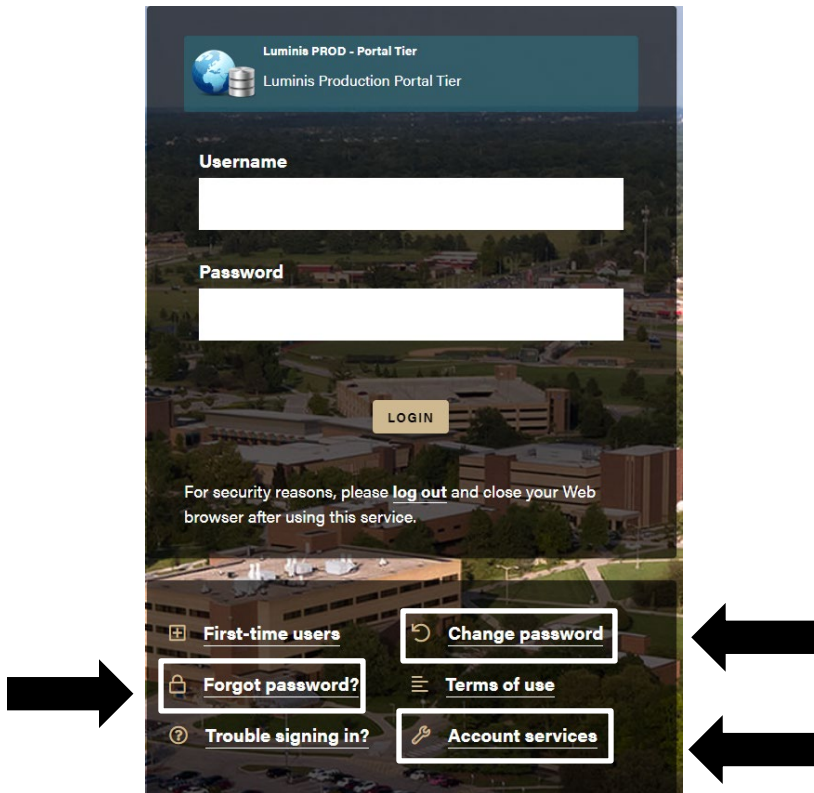 Luminis PROD - Portal Tier
Luminis Production Portal Tier
Username
Password
LOGIN
For security reasons, please log out and close your Web
browser after using this service.
First-time users
Change password
Forgot password?
Terms of use
Trouble signing in?
Account services